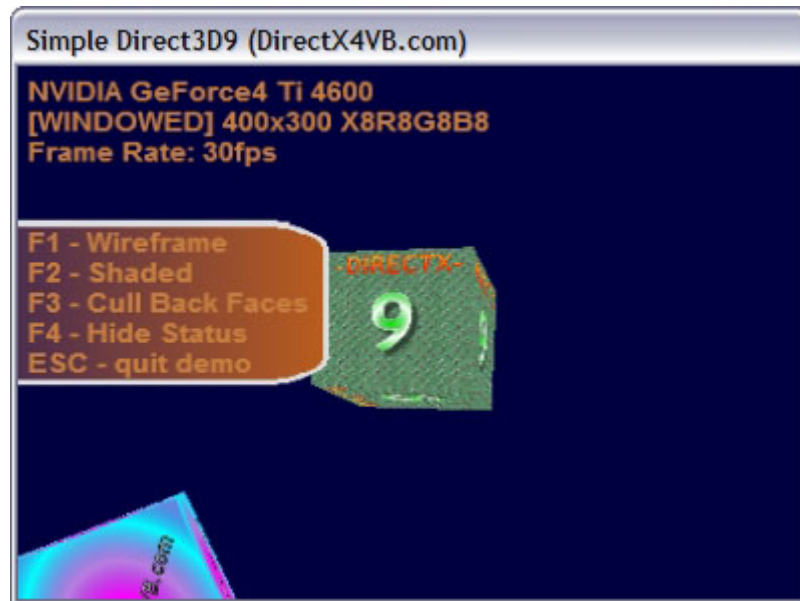 Simple Direct3D9 (DirectX4VB.com)
NVIDIA GeForce4 Ti 4600
[WINDOWED] 400x300 X8R8G8B8
Frame Rate: 30fps
F1 - Wireframe
F2 - Shaded
F3 - Cull Back Faces
F4 - Hide Status
ESC - quit demo
-DIRECTX-
9
.com